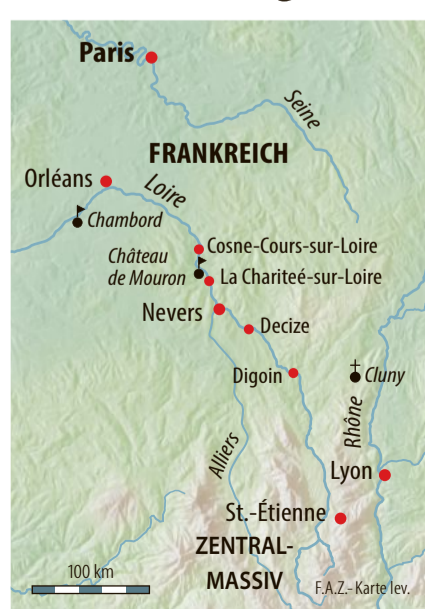 Paris
Seine
FRANKREICH
Orléans
Loire
Chambord
Cosne-Cours-sur-Loire
Château
de Mouron
La Chariteé-sur-Loire
Nevers
Decize
Digoin
Cluny
Rhône
Alliers
Lyon
St.-Étienne
ZENTRAL-
MASSIV
100 km
F.A.Z.- Karte lev.